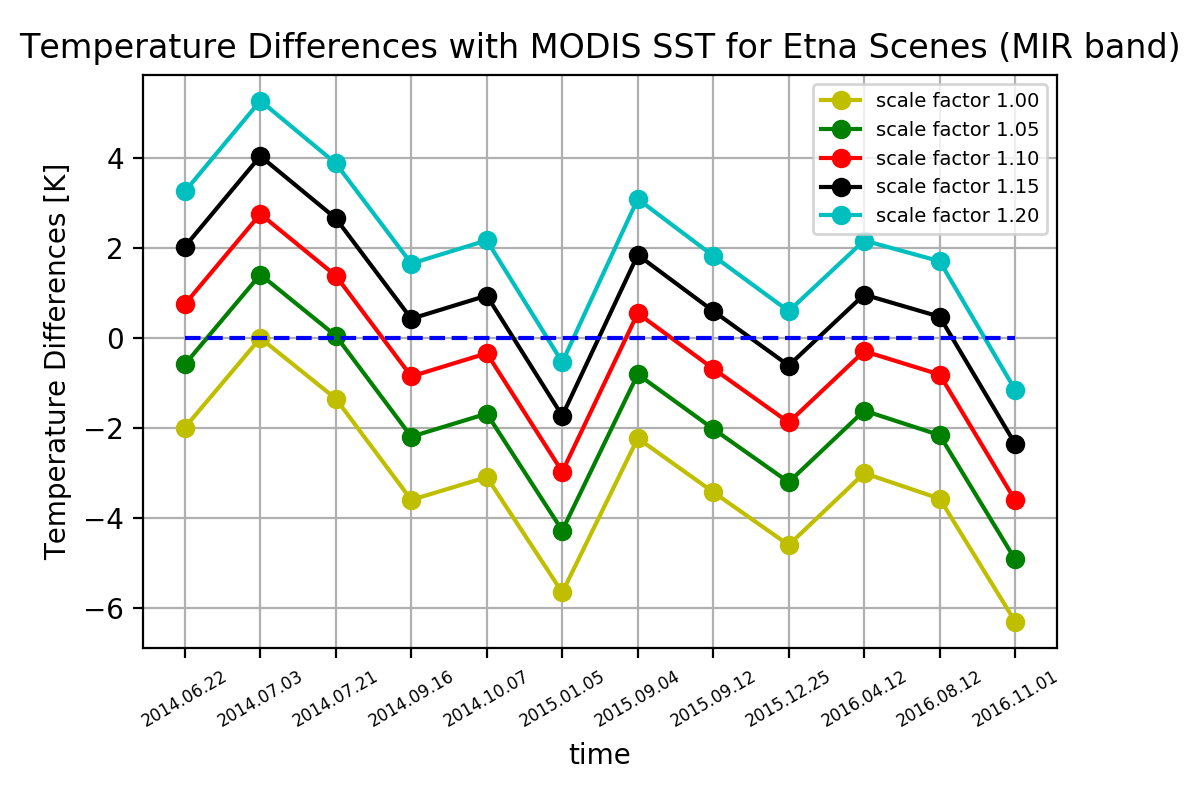 Temperature Differences with MODIS SST for Etna Scenes (MIR band)
scale factor 1.00
scale factor 1.05
scale factor 1.10
scale factor 1.15
scale factor 1.20
Temperature Differences [K]
4
2
0
−2
−4
−6
2014.06.22
2014.07.03
2014.07.21
2014.09.16
2014.10.07
2015.01.05
2015.09.04
2015.09.12
2015.12.25
2016.04.12
2016.08.12
2016.11.01
time